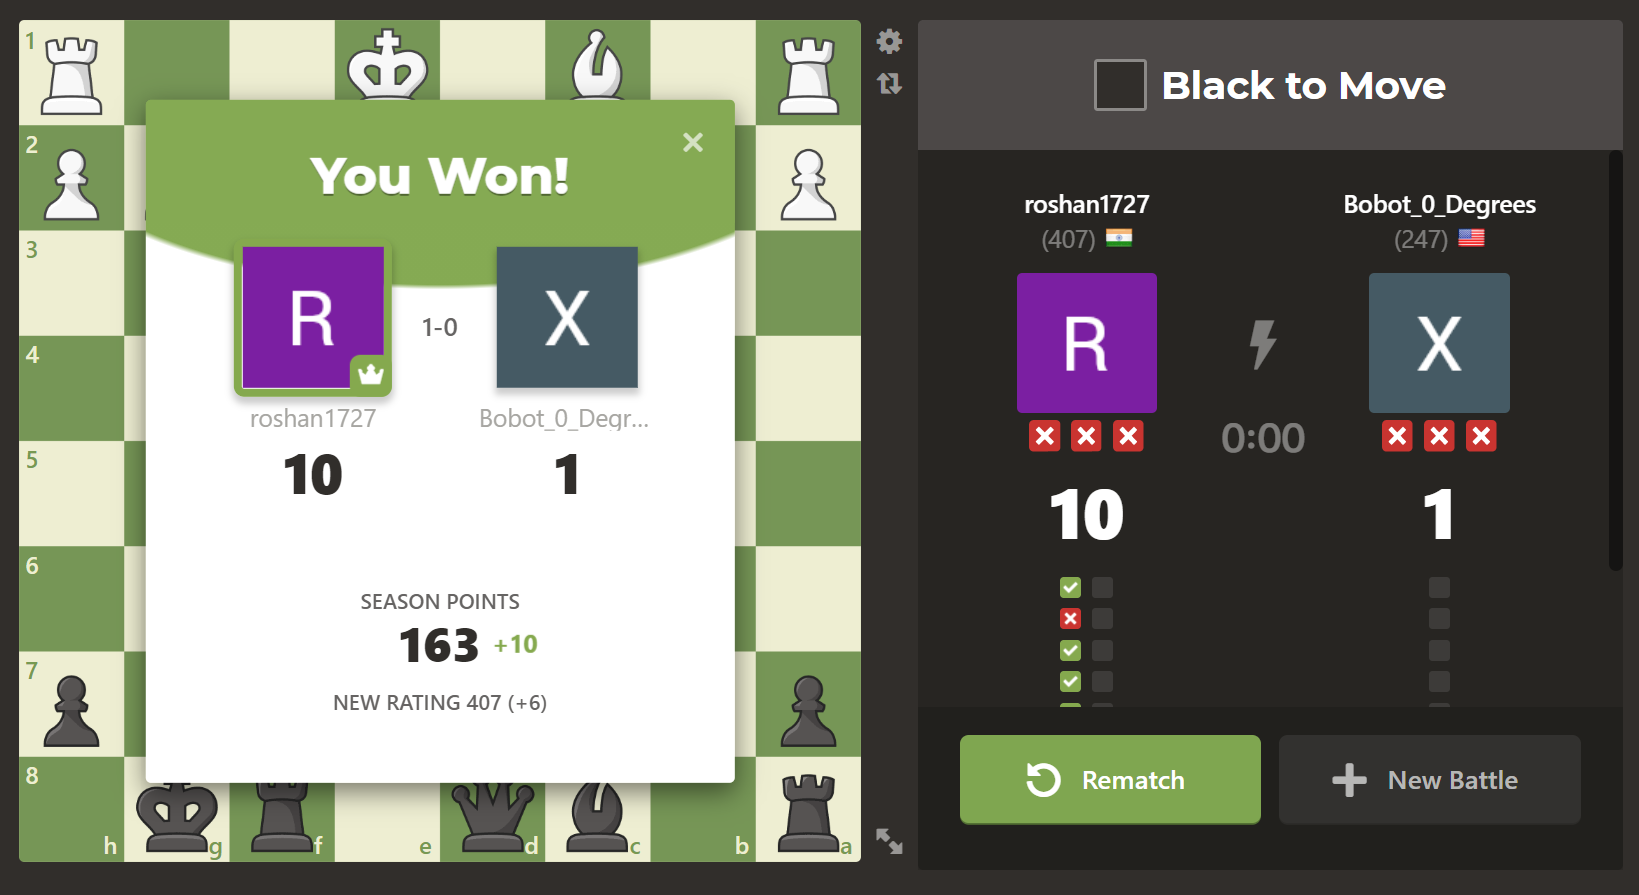 1
2
3
4
5
6
7
8
h
g
f
e
d
c
b
a
You Won!
R
1-0
X
roshan1727
Bobot_0_Degr...
10
1
SEASON POINTS
163 +10
NEW RATING 407 (+6)
Black to Move
roshan1727
(407)
Bobot_0_Degrees
(247)
R
X
0:00
10
1
Rematch
New Battle